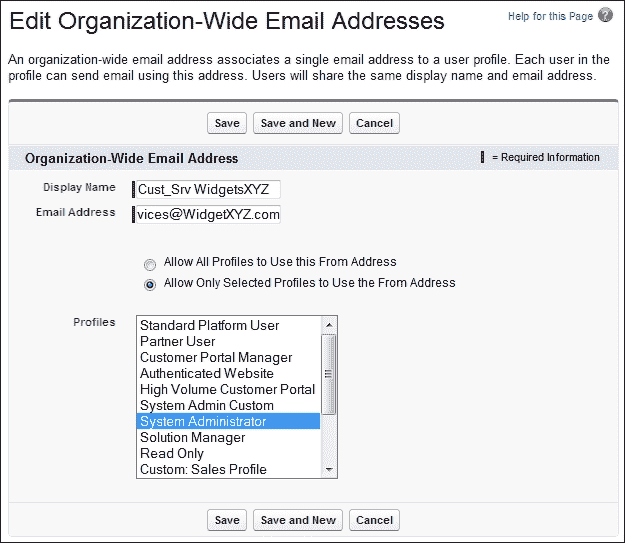 Edit Organization-Wide Email Addresses
Help for this Page ?
An organization-wide email address associates a single email address to a user profile. Each user in the
profile can send email using this address. Users will share the same display name and email address.
Save Save and New Cancel
Organization-Wide Email Address = Required Information
Display Name Cust_Srv WidgetsXYZ
Email Address vices@WidgetXYZ.com
Allow All Profiles to Use this From Address
Allow Only Selected Profiles to Use the From Address
Profiles
Standard Platform User
Partner User
Customer Portal Manager
Authenticated Website
High Volume Customer Portal
System Admin Custom
System Administrator
Solution Manager
Read Only
Custom: Sales Profile
Save Save and New Cancel